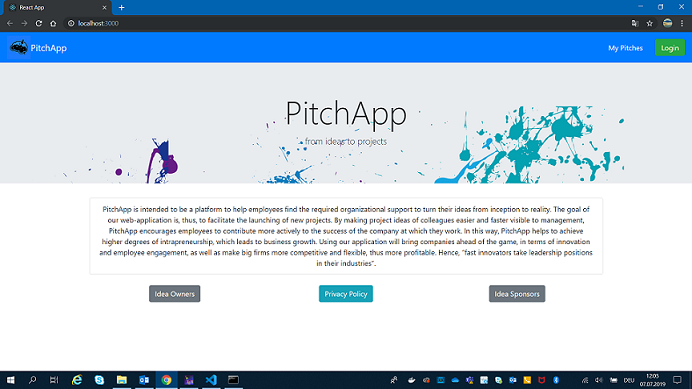 React App
localhost:3000
PitchApp
My Pitches
Login
PitchApp
from ideas to projects
PitchApp is intended to be a platform to help employees find the required organizational support to turn their ideas from inception to reality. The goal of
our web-application is, thus, to facilitate the launching of new projects. By making project ideas of colleagues easier and faster visible to management,
PitchApp encourages employees to contribute more actively to the success of the company at which they work. In this way, PitchApp helps to achieve
higher degrees of intrapreneurship, which leads to business growth. Using our application will bring companies ahead of the game, in terms of innovation
and employee engagement, as well as make big firms more competitive and flexible, thus more profitable. Hence, "fast innovators take leadership positions
in their industries".
Idea Owners
Privacy Policy
Idea Sponsors
DEU
12:03
07.07.2019